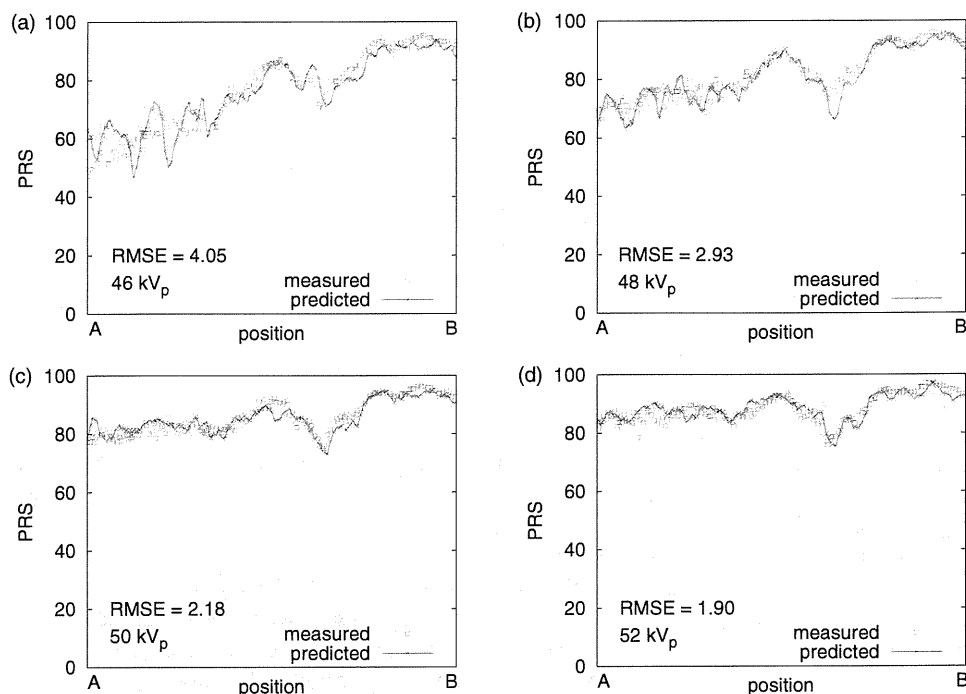 (a)
100
80
60
40
20
0
PRS
RMSE = 4.05
46 kVp
measured
predicted
A
position
B
(b)
100
80
60
40
20
0
PRS
RMSE = 2.93
48 kVp
measured
predicted
A
position
B
(c)
100
80
60
40
20
0
PRS
RMSE = 2.18
50 kVp
measured
predicted
A
position
B
(d)
100
80
60
40
20
0
PRS
RMSE = 1.90
52 kVp
measured
predicted
A
position
B